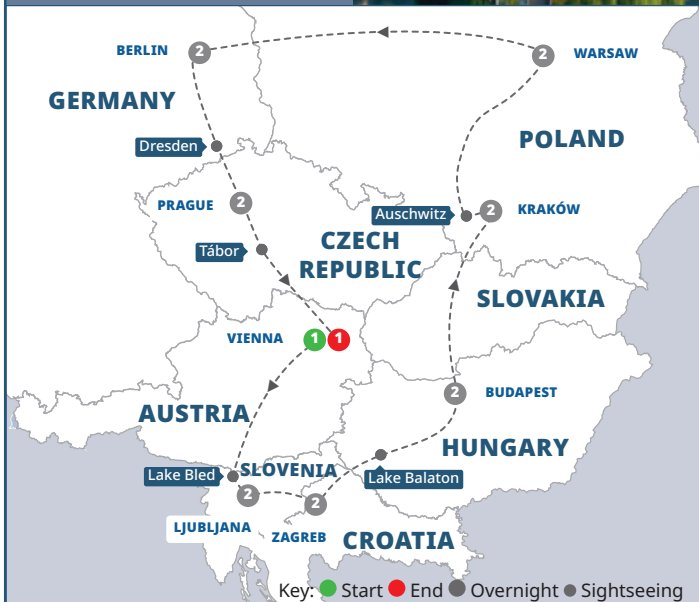 BERLIN
2
2
WARSAW
GERMANY
POLAND
Dresden
PRAGUE
2
Auschwitz
2
KRAKÓW
Tábor
CZECH
REPUBLIC
SLOVAKIA
VIENNA
1
1
2
BUDAPEST
AUSTRIA
HUNGARY
Lake Bled
SLOVENIA
Lake Balaton
2
2
LJUBLJANA
ZAGREB
CROATIA
Key: Start End Overnight Sightseeing